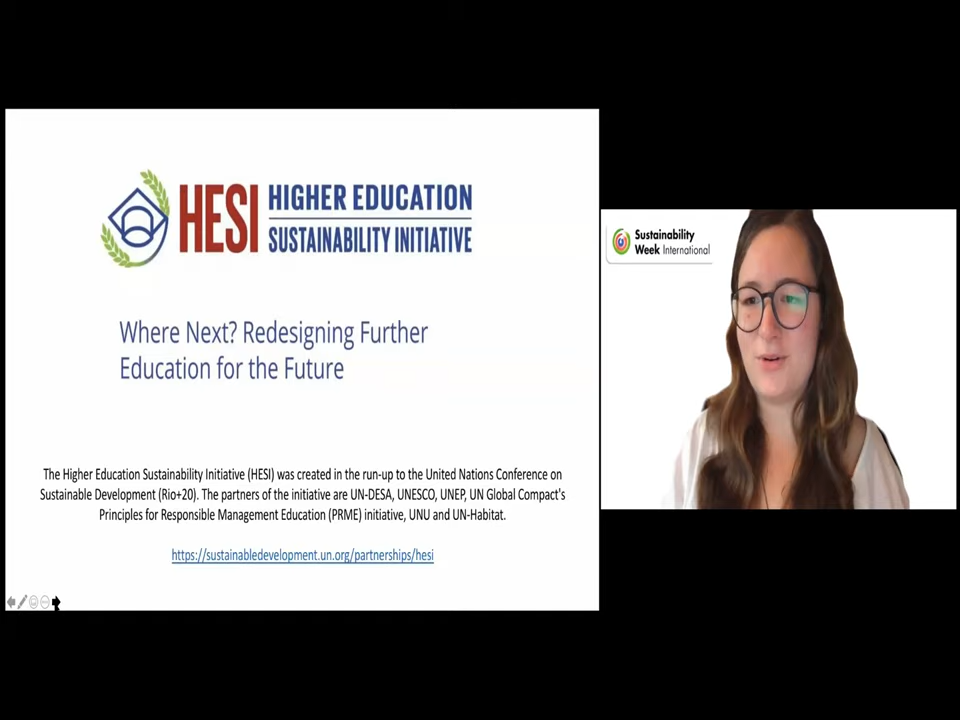 HESI HIGHER EDUCATION
SUSTAINABILITY INITIATIVE
Where Next? Redesigning Further
Education for the Future
The Higher Education Sustainability Initiative (HESI) was created in the run-up to the United Nations Conference on
Sustainable Development (Rio+20). The partners of the initiative are UN-DESA, UNESCO, UNEP, UN Global Compact's
Principles for Responsible Management Education (PRME) initiative, UNU and UN-Habitat.
https://sustainabledevelopment.un.org/partnerships/hesi
Sustainability
Week International